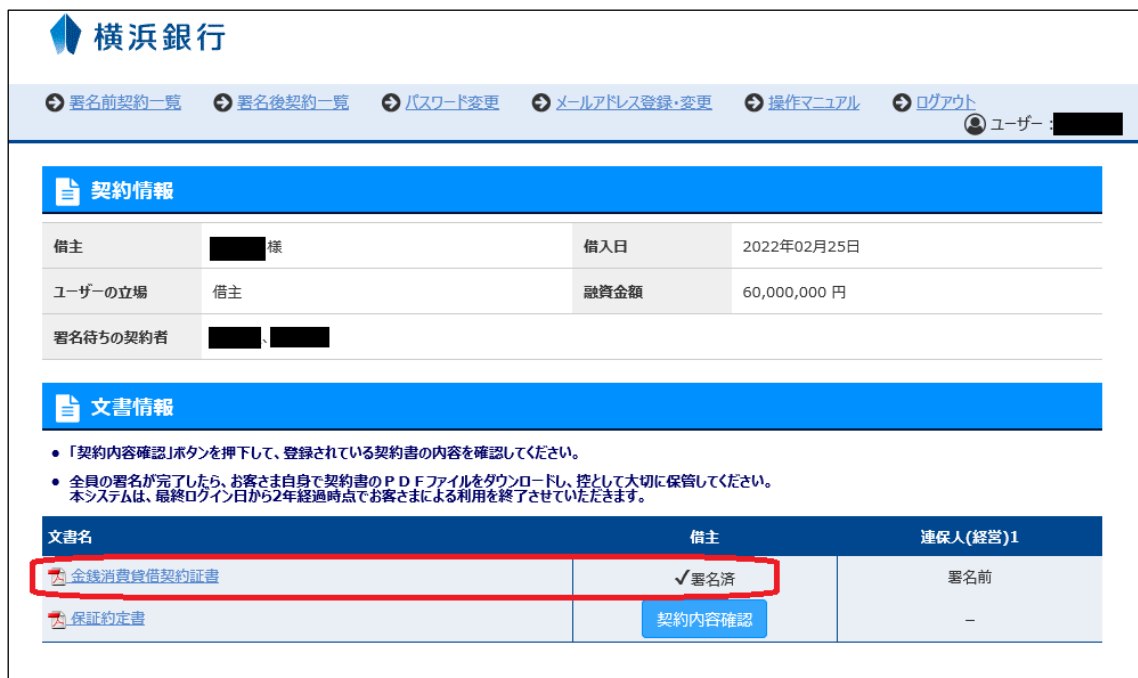 横浜銀行
署名前契約一覧 署名後契約一覧 パスワード変更 メールアドレス登録・変更 操作マニュアル ログアウト
ユーザー：
契約情報
借主 様 借入日 2022年02月25日
ユーザーの立場 借主 融資金額 60,000,000 円
署名待ちの契約者 、
文書情報
● 「契約内容確認」ボタンを押下して、登録されている契約書の内容を確認してください。
● 全員の署名が完了したら、お客さま自身で契約書のＰＤＦファイルをダウンロードし、控として大切に保管してください。
本システムは、最終ログイン日から2年経過時点でお客さまによる利用を終了させていただきます。
文書名 借主 連保人(経営)1
金銭消費貸借契約証書 ✓署名済 署名前
保証約定書 契約内容確認 –